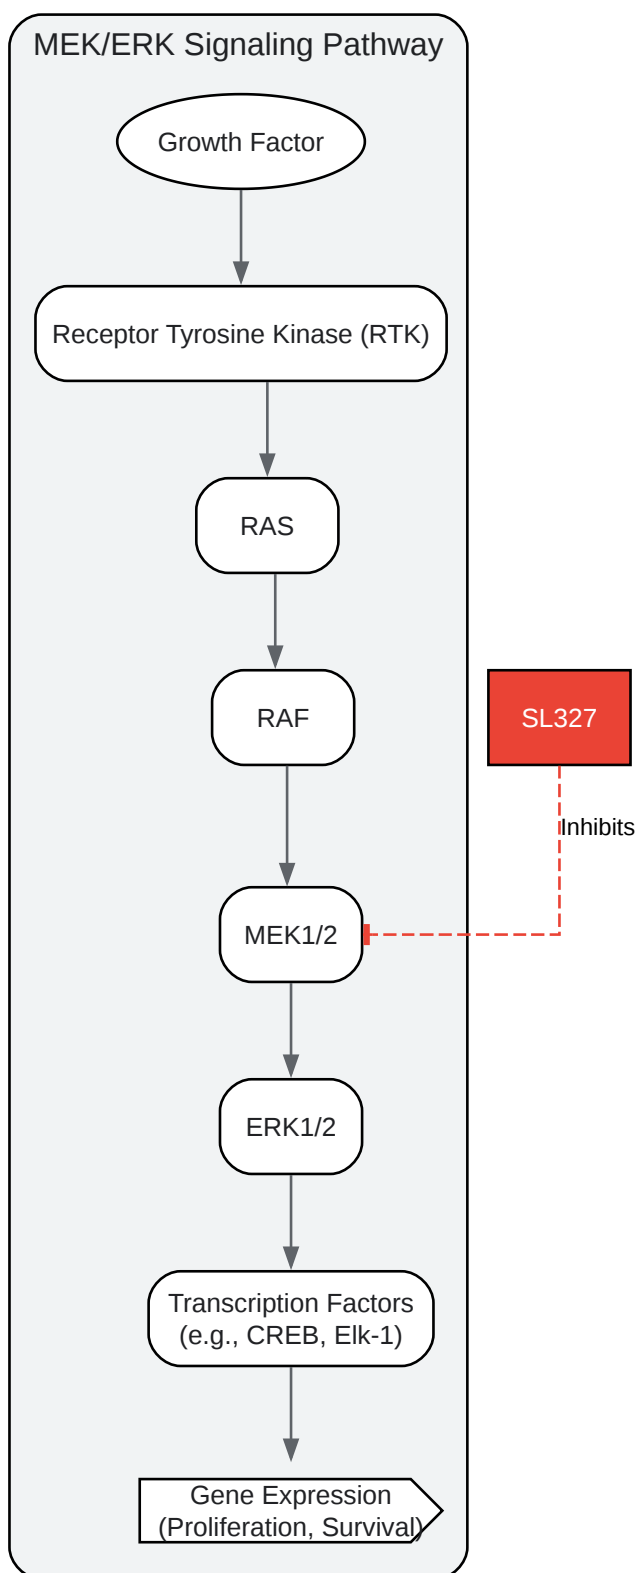 MEK/ERK Signaling Pathway
Growth Factor
Receptor Tyrosine Kinase (RTK)
RAS
RAF
SL327
Inhibits
MEK1/2
ERK1/2
Transcription Factors
(e.g., CREB, Elk-1)
Gene Expression
(Proliferation, Survival)